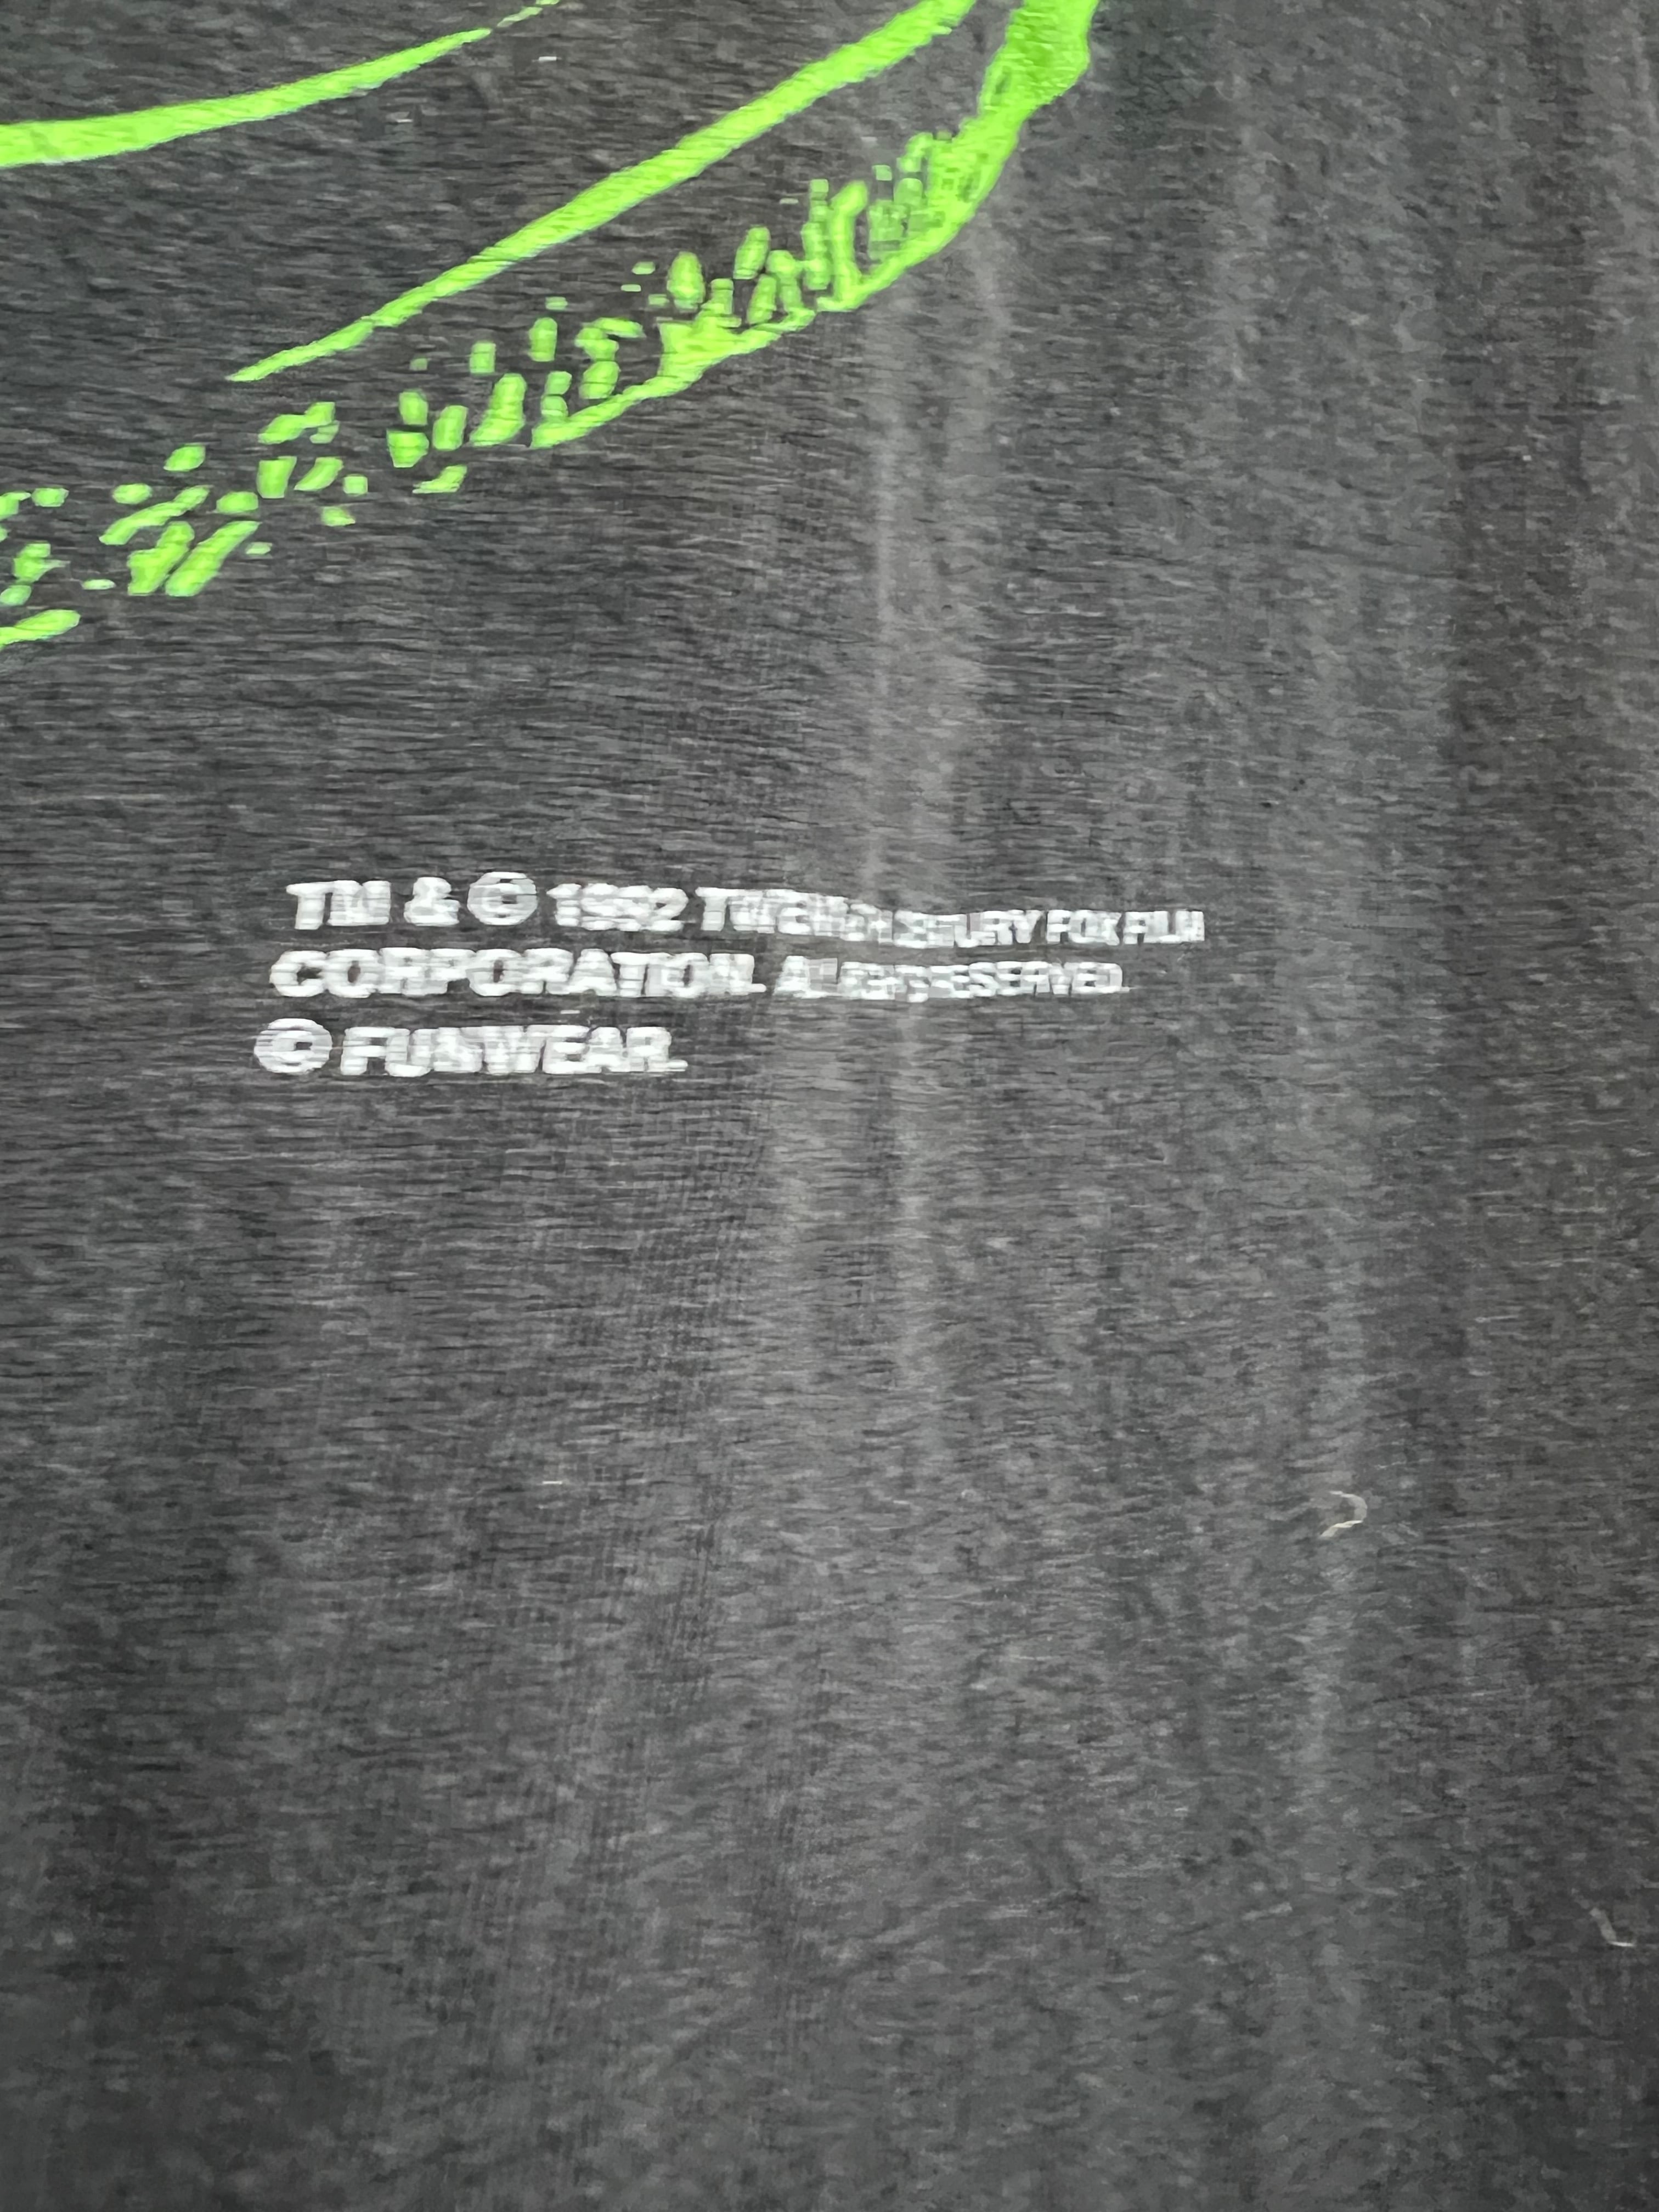 TM & © 1992 TWENTIETH CENTURY FOX FILM
CORPORATION. ALL RIGHTS RESERVED.
© FUNWEAR.